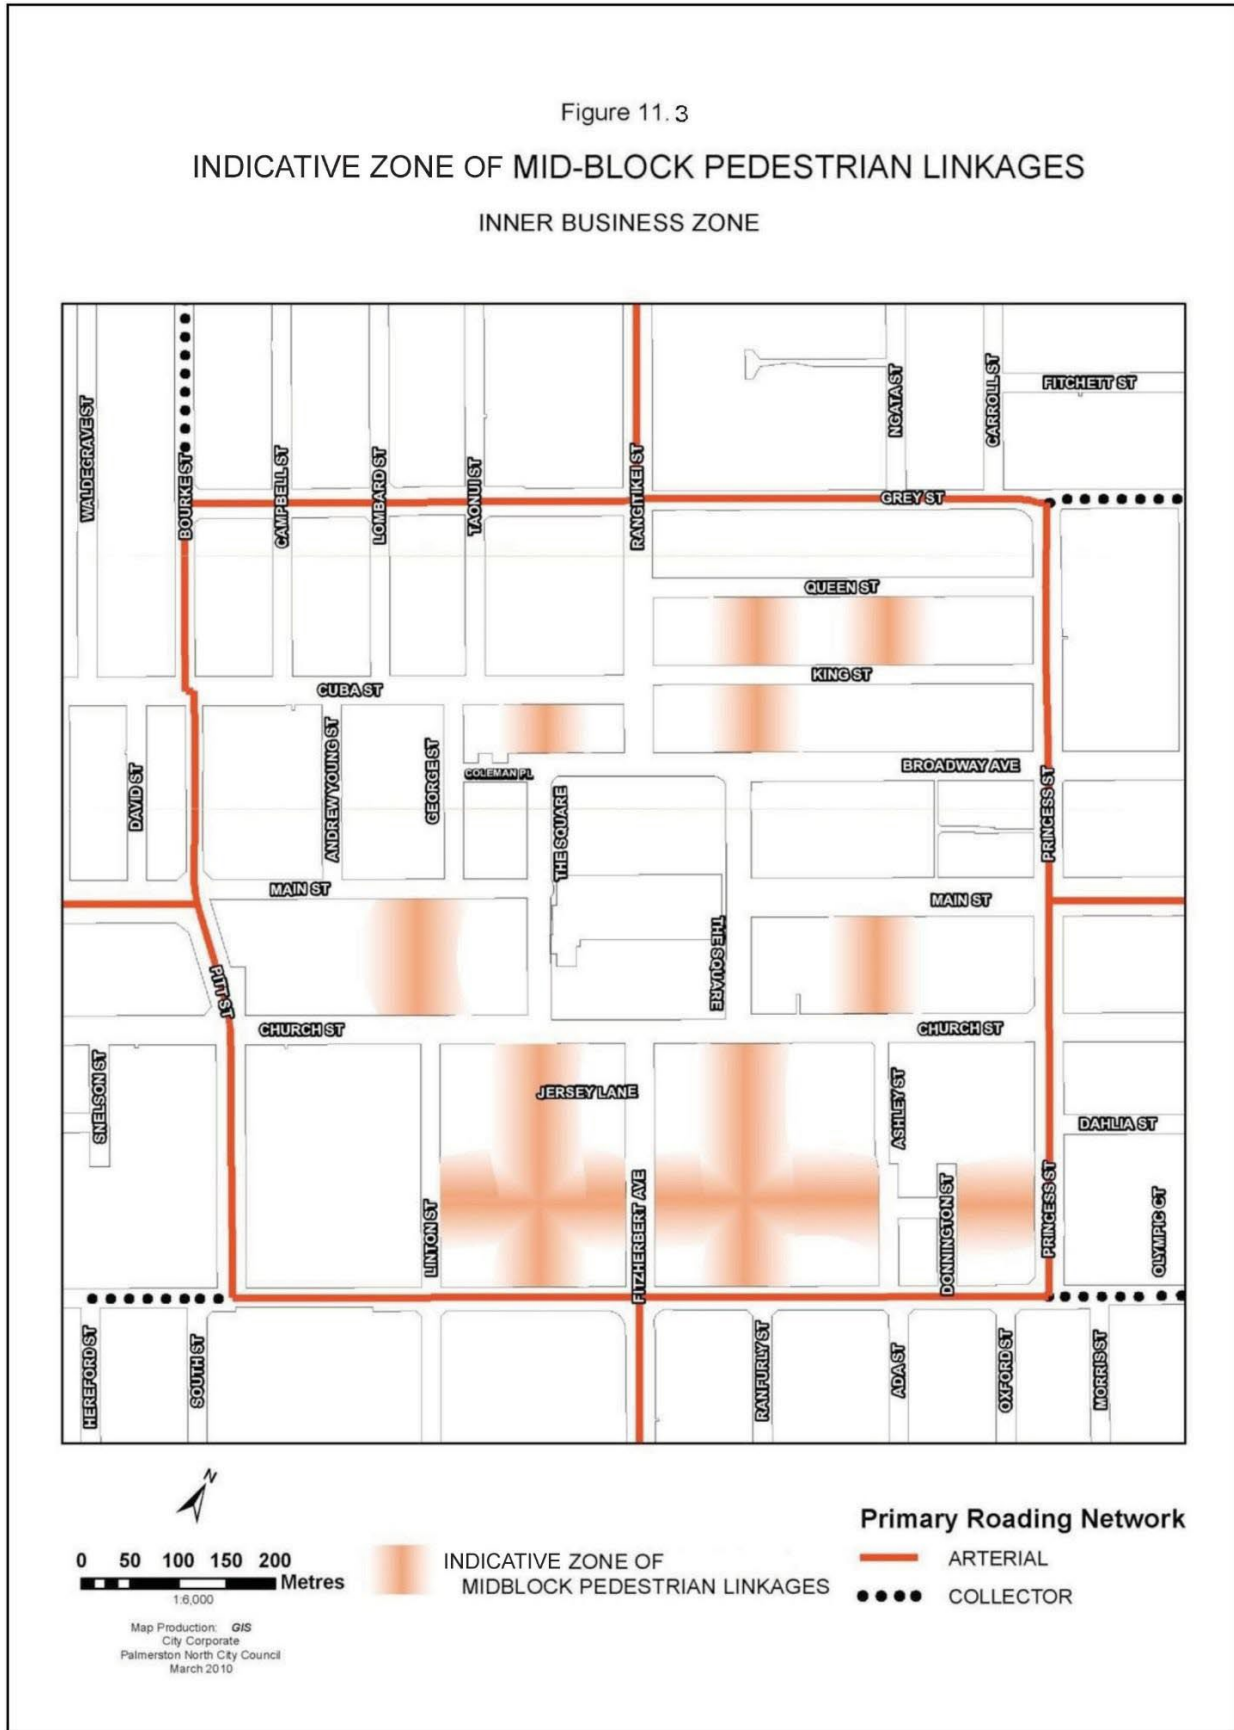 Figure 11.3
INDICATIVE ZONE OF MID-BLOCK PEDESTRIAN LINKAGES
INNER BUSINESS ZONE
WALDEGRAVE ST
BOURKE ST
CAMPBELL ST
LOMBARD ST
TAONUI ST
RANGITIKEI ST
NGATA ST
CARROLL ST
FITCHETT ST
GREY ST
QUEEN ST
KING ST
CUBA ST
DAVID ST
ANDREW YOUNG ST
GEORGE ST
COLEMAN PL
THE SQUARE
BROADWAY AVE
PRINCESS ST
MAIN ST
MAIN ST
THE SQUARE
PITT ST
CHURCH ST
CHURCH ST
SNELSON ST
JERSEY LANE
ASHLEY ST
DAHLIA ST
LINTON ST
FITZHERBERT AVE
DONNINGTON ST
PRINCESS ST
OLYMPIC CT
HEREFORD ST
SOUTH ST
RANFURLY ST
ADA ST
OXFORD ST
MORRIS ST
N
0 50 100 150 200
Metres
1:6,000
Map Production: GIS
City Corporate
Palmerston North City Council
March 2010
INDICATIVE ZONE OF
MIDBLOCK PEDESTRIAN LINKAGES
Primary Roading Network
ARTERIAL
COLLECTOR